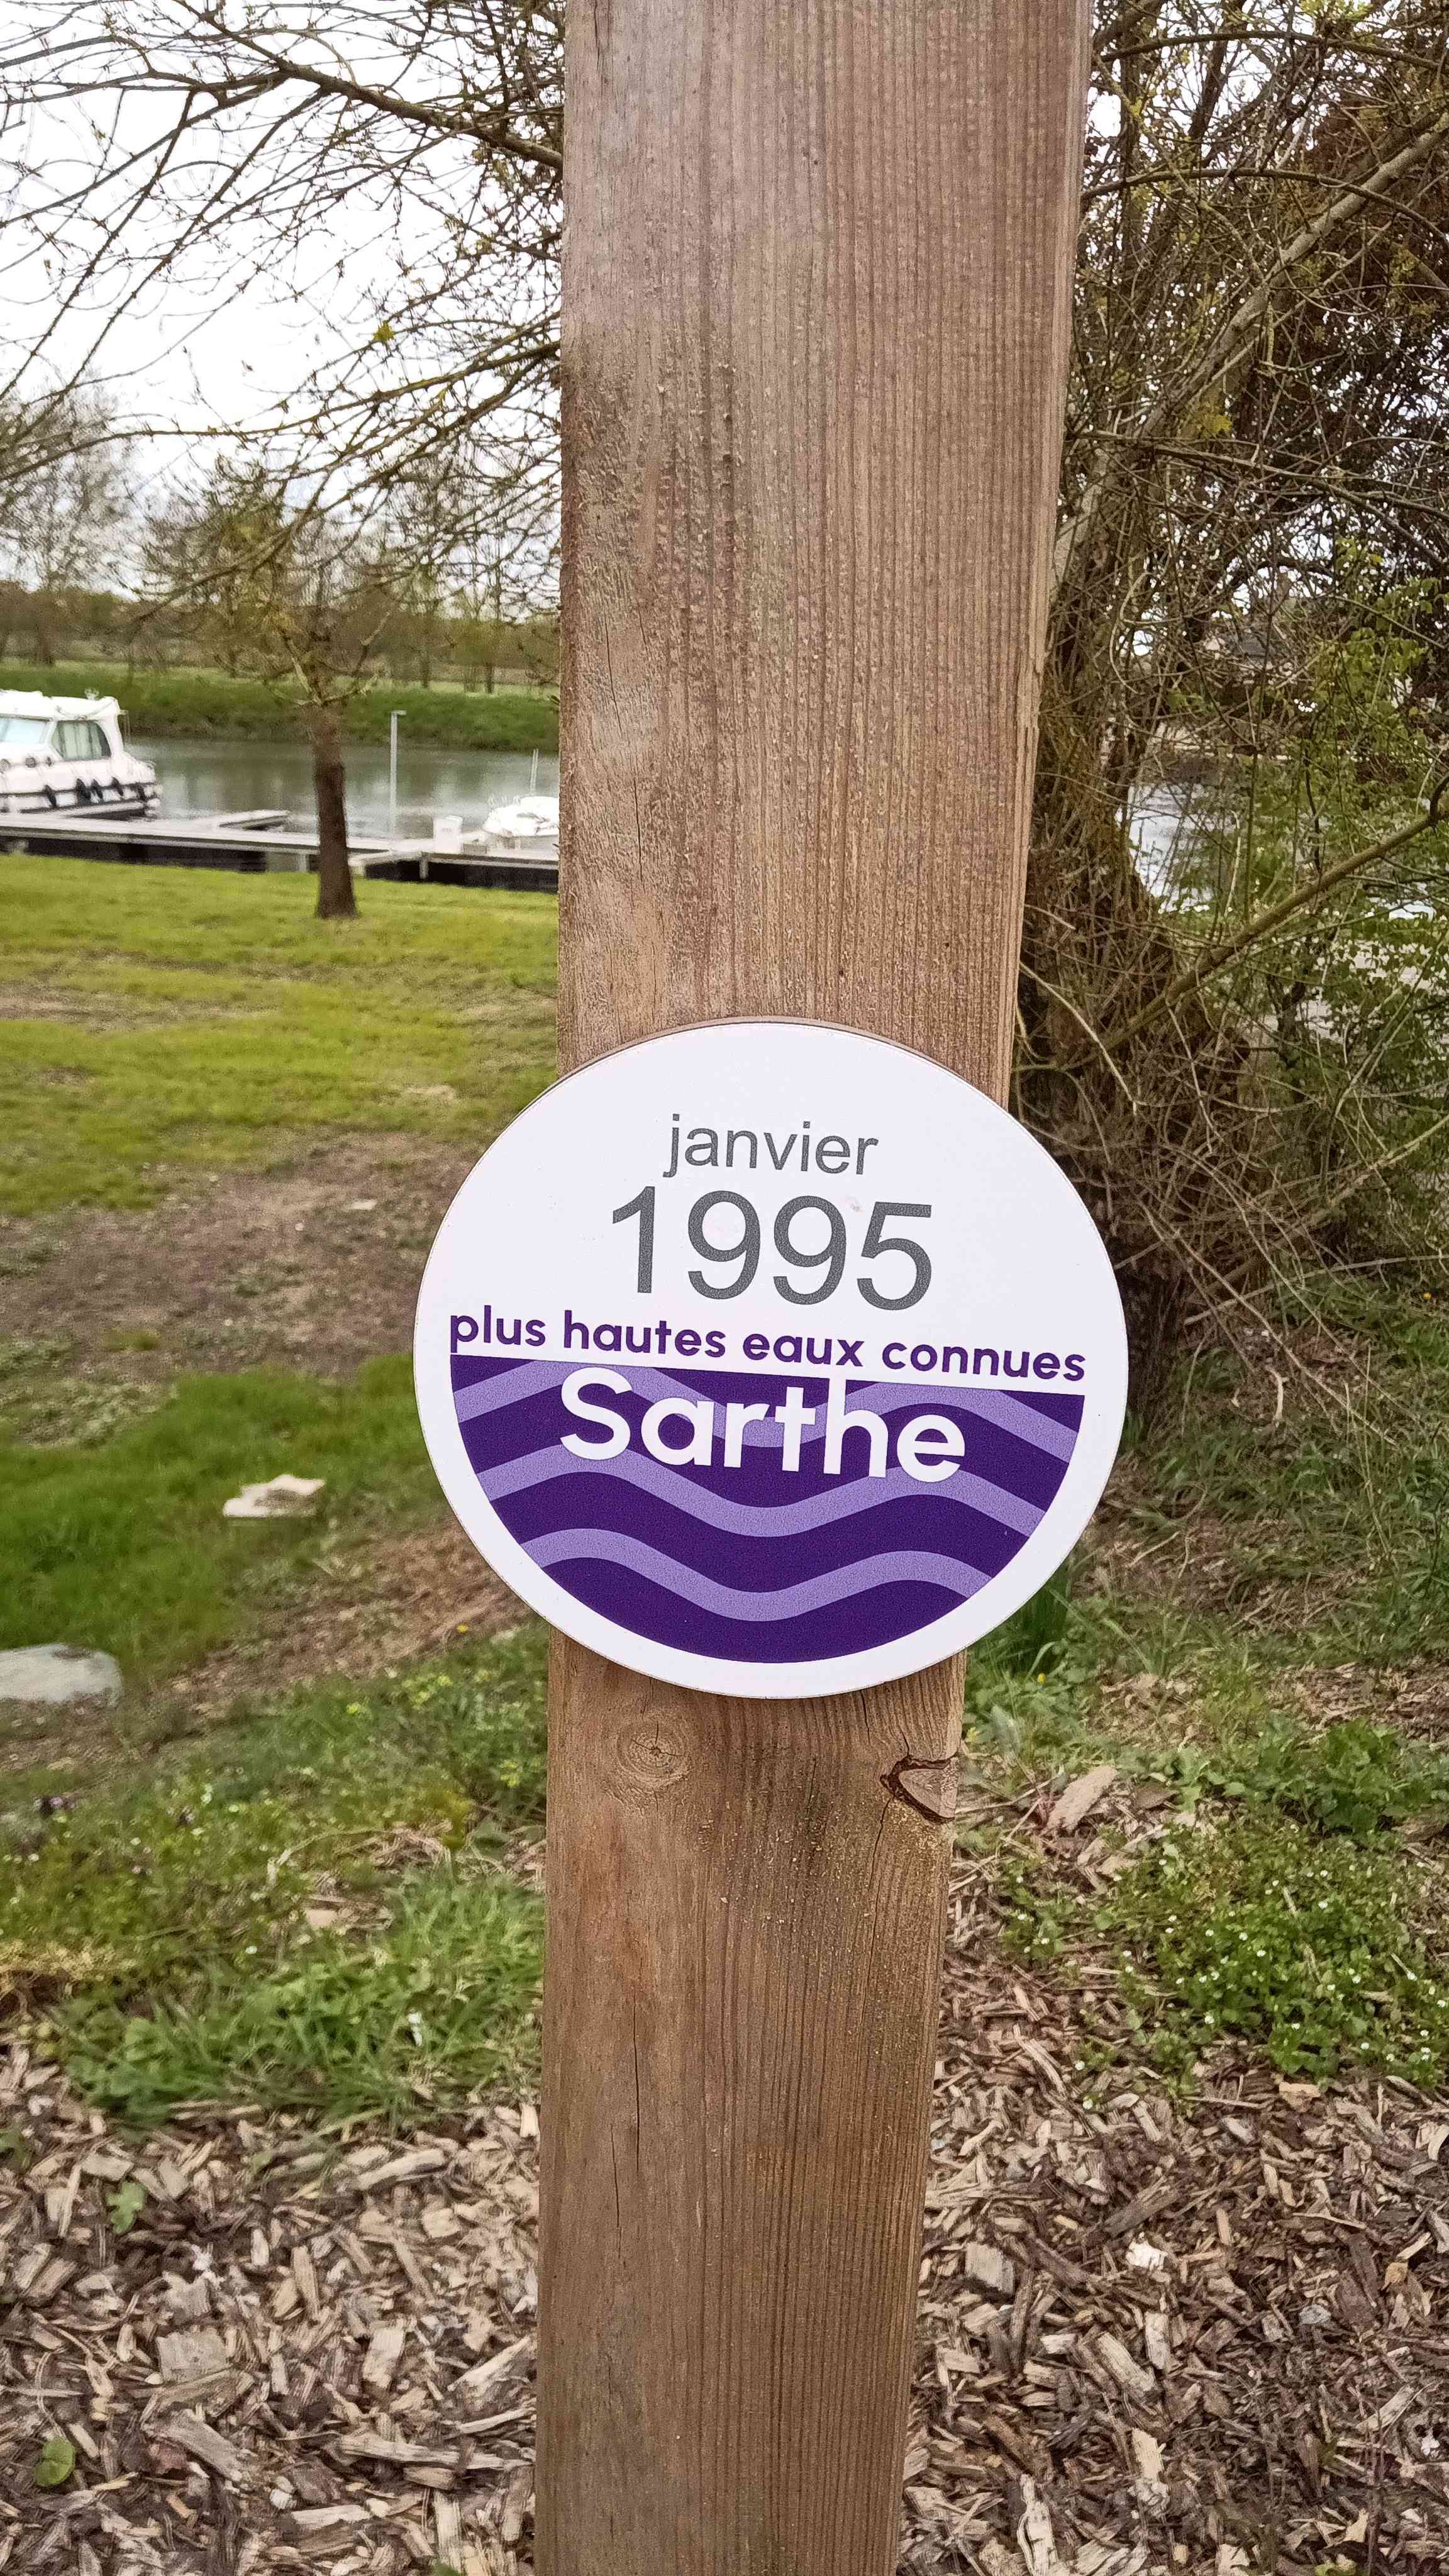 janvier
1995
plus hautes eaux connues
Sarthe